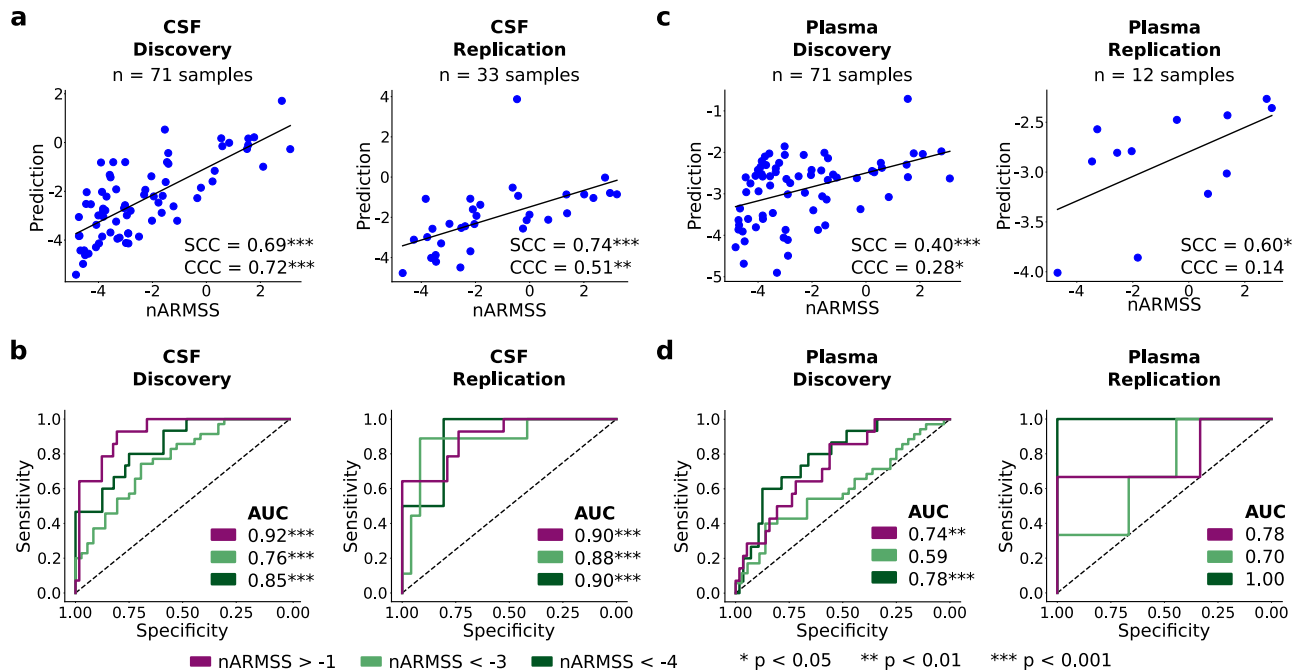 a
CSF
Discovery
n = 71 samples
2
0
−2
−4
Prediction
−4
−2
0
2
nARMSS
SCC = 0.69***
CCC = 0.72***
CSF
Replication
n = 33 samples
4
2
0
−2
−4
Prediction
−4
−2
0
2
nARMSS
SCC = 0.74***
CCC = 0.51**
c
Plasma
Discovery
n = 71 samples
−1
−2
−3
−4
−5
Prediction
−4
−2
0
2
nARMSS
SCC = 0.40***
CCC = 0.28*
Plasma
Replication
n = 12 samples
−2.5
−3.0
−3.5
−4.0
Prediction
−4
−2
0
2
nARMSS
SCC = 0.60*
CCC = 0.14
b
CSF
Discovery
1.0
0.8
0.6
0.4
0.2
0.0
Sensitivity
1.00
0.75
0.50
0.25
0.00
Specificity
AUC
0.92***
0.76***
0.85***
CSF
Replication
1.0
0.8
0.6
0.4
0.2
0.0
Sensitivity
1.00
0.75
0.50
0.25
0.00
Specificity
AUC
0.90***
0.88***
0.90***
d
Plasma
Discovery
1.0
0.8
0.6
0.4
0.2
0.0
Sensitivity
1.00
0.75
0.50
0.25
0.00
Specificity
AUC
0.74**
0.59
0.78***
Plasma
Replication
1.0
0.8
0.6
0.4
0.2
0.0
Sensitivity
1.00
0.75
0.50
0.25
0.00
Specificity
AUC
0.78
0.70
1.00
nARMSS > -1 nARMSS < -3 nARMSS < -4 * p < 0.05 ** p < 0.01 *** p < 0.001